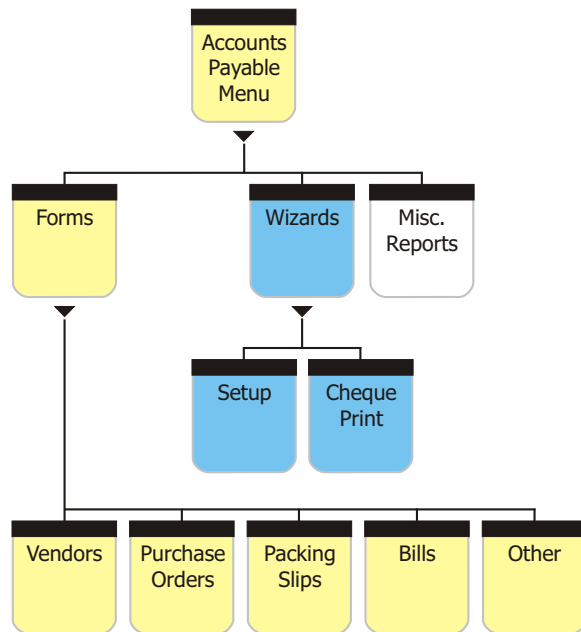 Accounts
Payable
Menu
Forms
Wizards
Misc.
Reports
Setup
Cheque
Print
Vendors
Purchase
Orders
Packing
Slips
Bills
Other